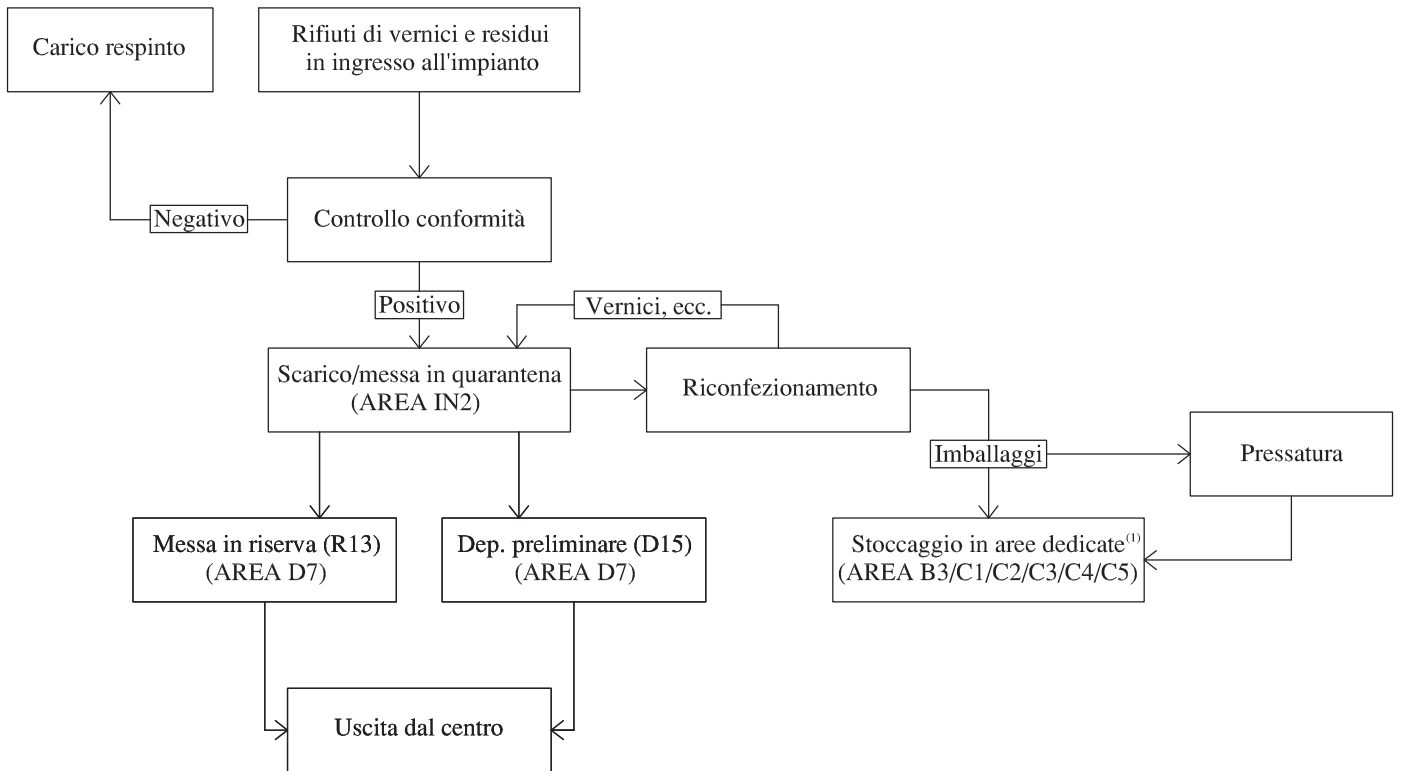 Carico respinto
Rifiuti di vernici e residui
in ingresso all'impianto
Negativo
Controllo conformità
Positivo
Vernici, ecc.
Scarico/messa in quarantena
(AREA IN2)
Riconfezionamento
Imballaggi
Pressatura
Messa in riserva (R13)
(AREA D7)
Dep. preliminare (D15)
(AREA D7)
Stoccaggio in aree dedicate(1)
(AREA B3/C1/C2/C3/C4/C5)
Uscita dal centro